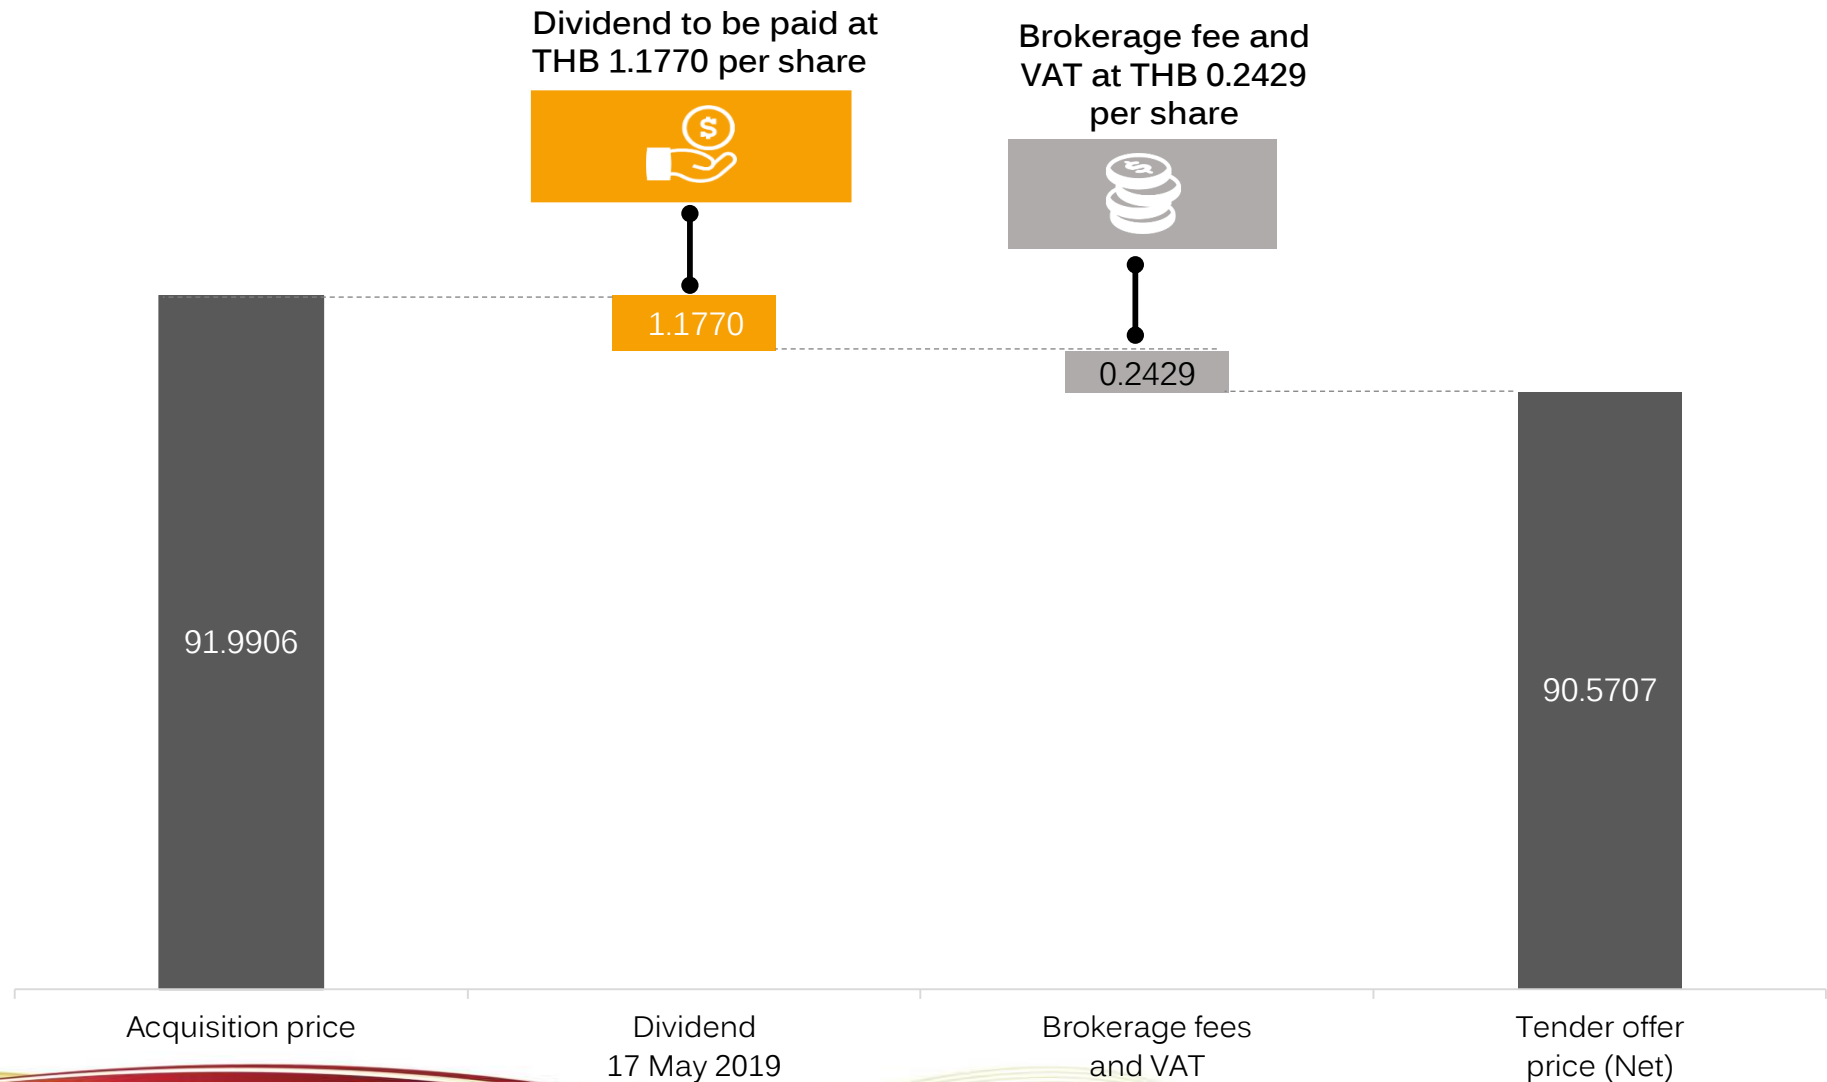 Dividend to be paid at
THB 1.1770 per share
Brokerage fee and
VAT at THB 0.2429
per share
$
$
1.1770
0.2429
91.9906
90.5707
Acquisition price
Dividend
17 May 2019
Brokerage fees
and VAT
Tender offer
price (Net)